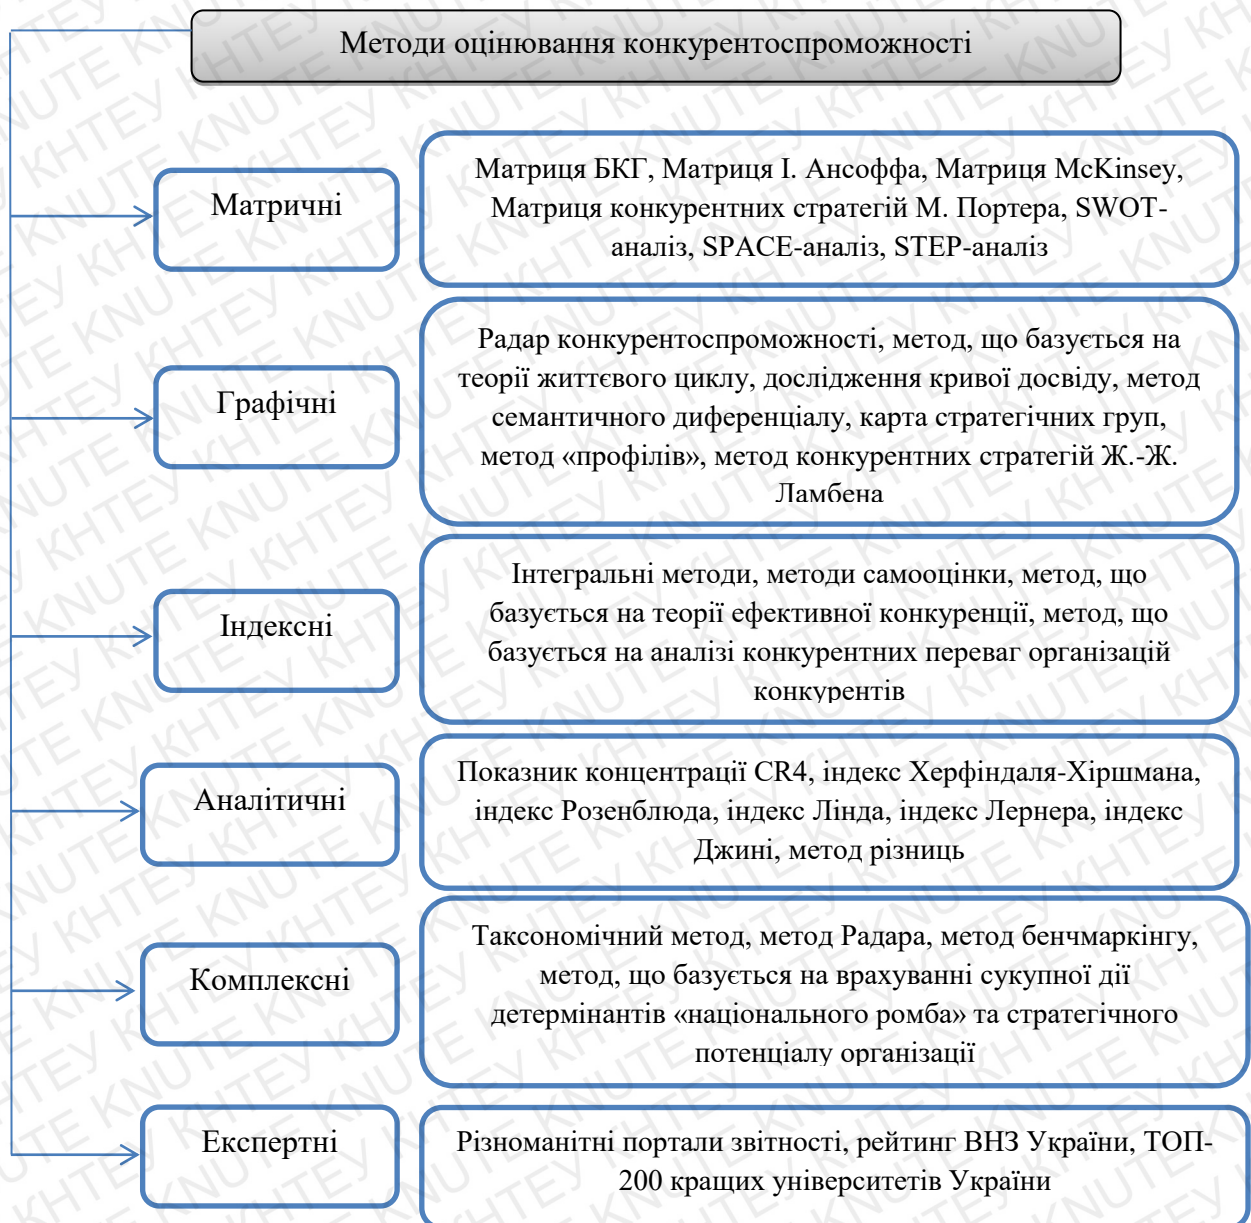 Методи оцінювання конкурентоспроможності
Матричні
Матриця БКГ, Матриця І. Ансоффа, Матриця McKinsey,
Матриця конкурентних стратегій М. Портера, SWOT-
аналіз, SPACE-аналіз, STEP-аналіз
Графічні
Радар конкурентоспроможності, метод, що базується на
теорії життєвого циклу, дослідження кривої досвіду, метод
семантичного диференціалу, карта стратегічних груп,
метод «профілів», метод конкурентних стратегій Ж.-Ж.
Ламбена
Індексні
Інтегральні методи, методи самооцінки, метод, що
базується на теорії ефективної конкуренції, метод, що
базується на аналізі конкурентних переваг організацій
конкурентів
Аналітичні
Показник концентрації CR4, індекс Херфіндаля-Хіршмана,
індекс Розенблюда, індекс Лінда, індекс Лернера, індекс
Джині, метод різниць
Комплексні
Таксономічний метод, метод Радара, метод бенчмаркінгу,
метод, що базується на врахуванні сукупної дії
детермінантів «національного ромба» та стратегічного
потенціалу організації
Експертні
Різноманітні портали звітності, рейтинг ВНЗ України, ТОП-
200 кращих університетів України